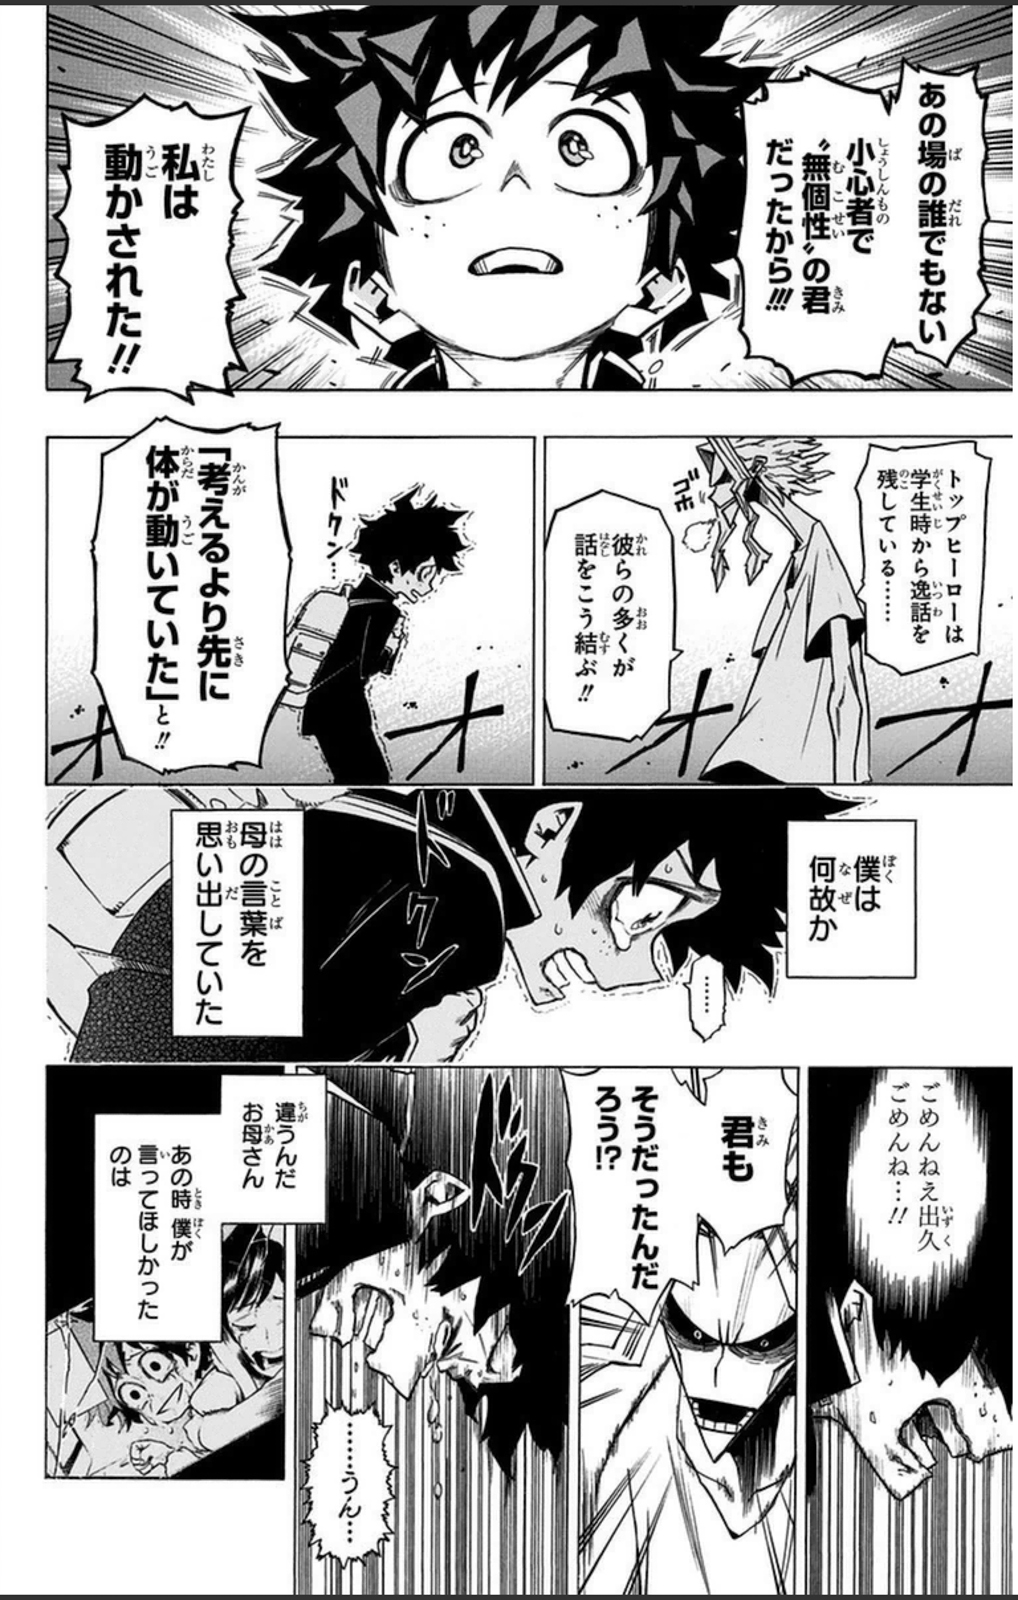 あの場の誰でもない
小心者で
〝無個性〟の君
だったから!!!
私は
動かされた!!
トップヒーローは
学生時から逸話を
残している……
彼らの多くが
話をこう結ぶ!!
ゴホ
ドクン…
「考えるより先に
体が動いていた」
と!!
オ
オ
オ
オ
僕は
何故か
……
ドクン
母の言葉を
思い出していた
ごめんねえ出久
ごめんね…!!
君も
そうだったんだ
ろう!?
ドクン
……うん…
違うんだ
お母さん
あの時 僕が
言ってほしかった
のは